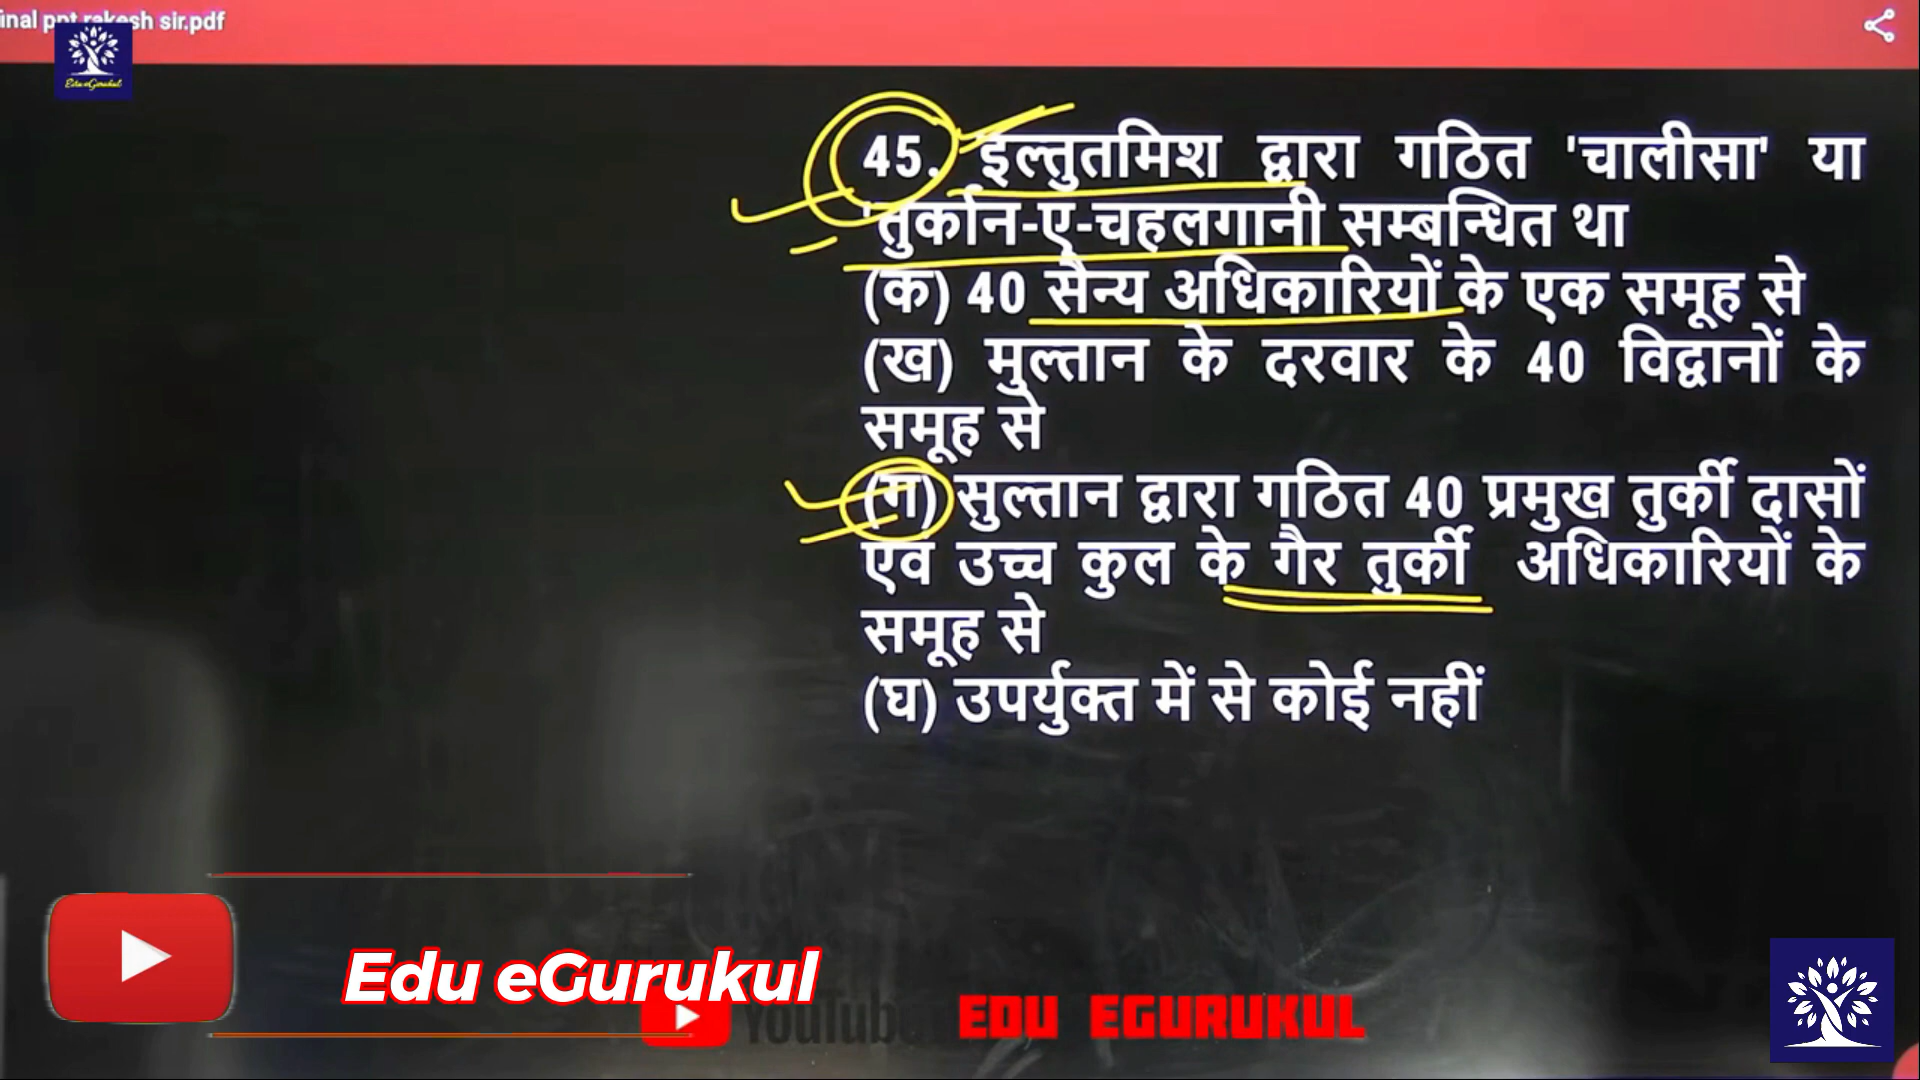 inal ppt rakesh sir.pdf
Edu eGurukul
45. इल्तुतमिश द्वारा गठित 'चालीसा' या
'तुर्कान-ए-चहलगानी सम्बन्धित था
(क) 40 सैन्य अधिकारियों के एक समूह से
(ख) मुल्तान के दरवार के 40 विद्वानों के
समूह से
(ग) सुल्तान द्वारा गठित 40 प्रमुख तुर्की दासों
एवं उच्च कुल के गैर तुर्की अधिकारियों के
समूह से
(घ) उपर्युक्त में से कोई नहीं
Edu eGurukul
YouTube EDU EGURUKUL